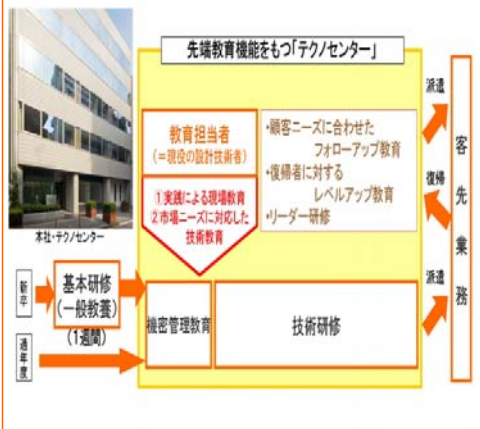 先端教育機能をもつ「テクノセンター」
本社・テクノセンター
教育担当者
(=現役の設計技術者)
①実践による現場教育
②市場ニーズに対応した
技術教育
・顧客ニーズに合わせた
フォローアップ教育
・復帰者に対する
レベルアップ教育
・リーダー研修
派遣
復帰
派遣
客先業務
新卒
基本研修
(一般教養)
(1週間)
過年度
機密管理教育
技術研修